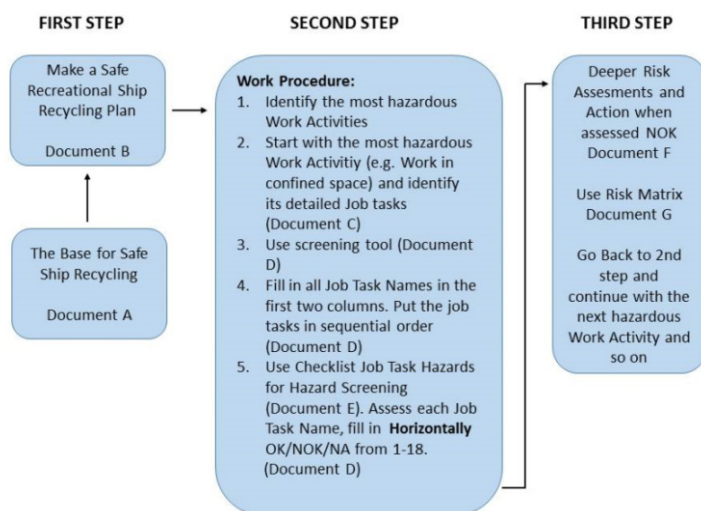 FIRST STEP
SECOND STEP
THIRD STEP
Make a Safe
Recreational Ship
Recycling Plan
Document B
The Base for Safe
Ship Recycling
Document A
Work Procedure:
1. Identify the most hazardous
Work Activities
2. Start with the most hazardous
Work Activitiy (e.g. Work in
confined space) and identify
its detailed Job tasks
(Document C)
3. Use screening tool (Document
D)
4. Fill in all Job Task Names in the
first two columns. Put the job
tasks in sequential order
(Document D)
5. Use Checklist Job Task Hazards
for Hazard Screening
(Document E). Assess each Job
Task Name, fill in Horizontally
OK/NOK/NA from 1-18.
(Document D)
Deeper Risk
Assesments and
Action when
assessed NOK
Document F
Use Risk Matrix
Document G
Go Back to 2nd
step and
continue with the
next hazardous
Work Activity and
so on